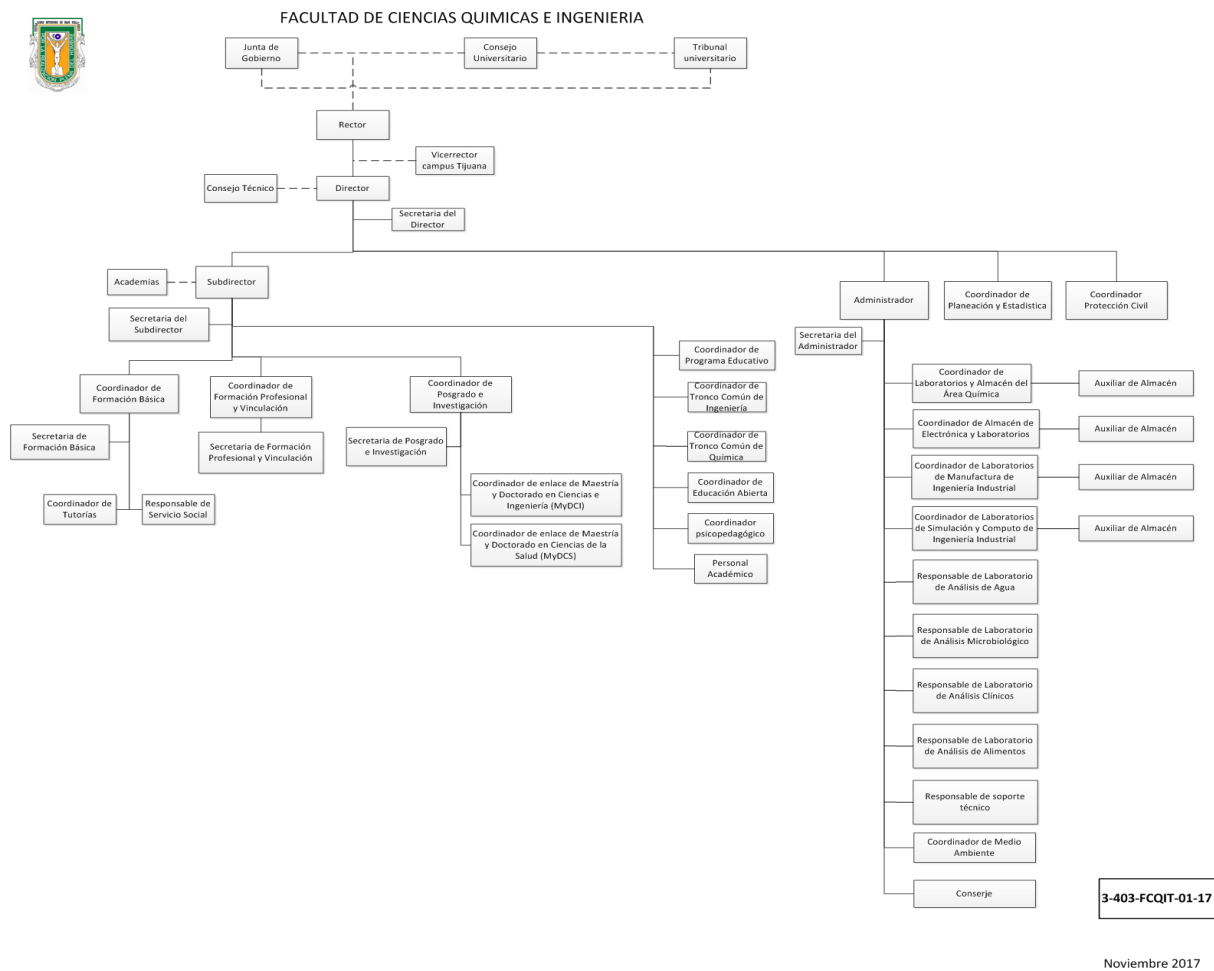 FACULTAD DE CIENCIAS QUIMICAS E INGENIERIA
Junta de
Gobierno
Consejo
Universitario
Tribunal
universitario
Rector
Vicerrector
campus Tijuana
Consejo Técnico
Director
Secretaria del
Director
Academias
Subdirector
Secretaria del
Subdirector
Administrador
Coordinador de
Planeación y Estadistica
Coordinador
Protección Civil
Secretaria del
Administrador
Coordinador de
Formación Básica
Coordinador de
Formación Profesional
y Vinculación
Coordinador de
Posgrado e
Investigación
Secretaria de
Formación Básica
Secretaria de Formación
Profesional y Vinculación
Secretaria de Posgrado
e Investigación
Coordinador de
Tutorías
Responsable de
Servicio Social
Coordinador de enlace de Maestría
y Doctorado en Ciencias e
Ingeniería (MyDCI)
Coordinador de enlace de Maestría
y Doctorado en Ciencias de la
Salud (MyDCS)
Coordinador de
Programa Educativo
Coordinador de
Tronco Común de
Ingeniería
Coordinador de
Tronco Común de
Química
Coordinador de
Educación Abierta
Coordinador
psicopedagógico
Personal
Académico
Coordinador de
Laboratorios y Almacén del
Área Química
Auxiliar de Almacén
Coordinador de Almacén de
Electrónica y Laboratorios
Auxiliar de Almacén
Coordinador de Laboratorios
de Manufactura de
Ingeniería Industrial
Auxiliar de Almacén
Coordinador de Laboratorios
de Simulación y Computo de
Ingeniería Industrial
Auxiliar de Almacén
Responsable de Laboratorio
de Análisis de Agua
Responsable de Laboratorio
de Análisis Microbiológico
Responsable de Laboratorio
de Análisis Clínicos
Responsable de Laboratorio
de Análisis de Alimentos
Responsable de soporte
técnico
Coordinador de Medio
Ambiente
Conserje
3-403-FCQIT-01-17
Noviembre 2017